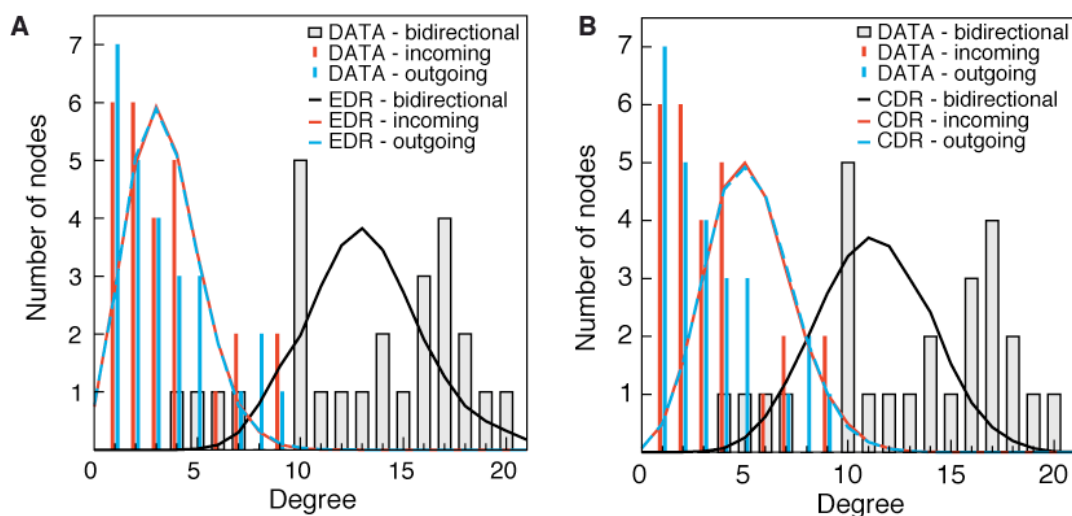 A
DATA - bidirectional
DATA - incoming
DATA - outgoing
EDR - bidirectional
EDR - incoming
EDR - outgoing
Number of nodes
7
6
5
4
3
2
1
0 5 10 15 20
Degree
B
DATA - bidirectional
DATA - incoming
DATA - outgoing
CDR - bidirectional
CDR - incoming
CDR - outgoing
Number of nodes
7
6
5
4
3
2
1
0 5 10 15 20
Degree